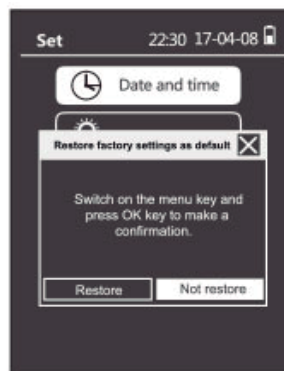 Set 22:30 17-04-08
Date and time
Restore factory settings as default
Switch on the menu key and
press OK key to make a
confirmation.
Restore Not restore